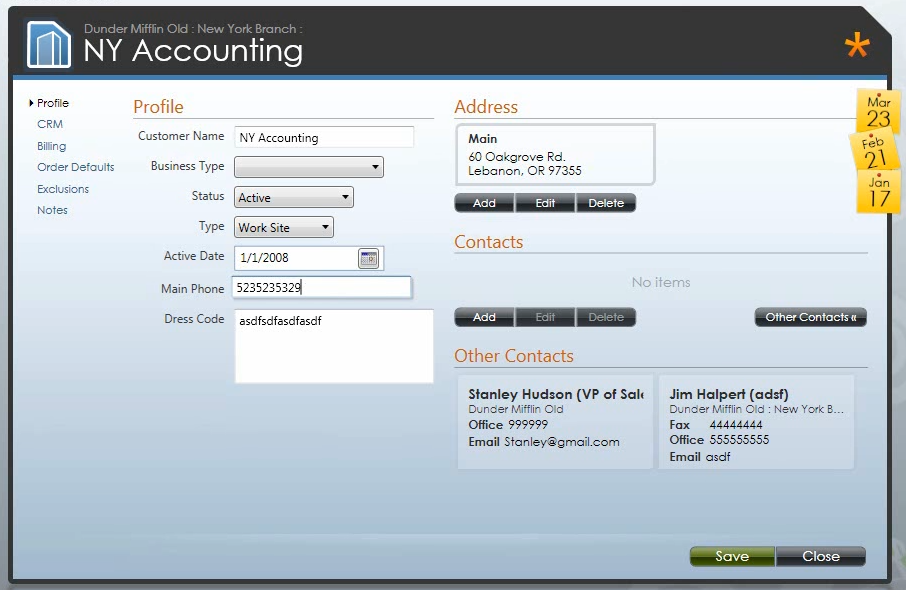 Dunder Mifflin Old : New York Branch :
NY Accounting
Profile
CRM
Billing
Order Defaults
Exclusions
Notes
Profile
Customer Name NY Accounting
Business Type
Status Active
Type Work Site
Active Date 1/1/2008
Main Phone 5235235329
Dress Code asdfsdfasdfasdf
Address
Main
60 Oakgrove Rd.
Lebanon, OR 97355
Add Edit Delete
Contacts
No items
Add Edit Delete
Other Contacts «
Other Contacts
Stanley Hudson (VP of Sale
Dunder Mifflin Old
Office 999999
Email Stanley@gmail.com
Jim Halpert (adsf)
Dunder Mifflin Old : New York B...
Fax 44444444
Office 555555555
Email asdf
Mar
23
Feb
21
Jan
17
Save Close